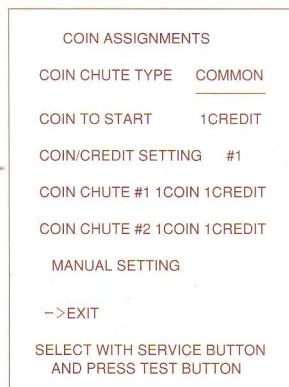 COIN ASSIGNMENTS
COIN CHUTE TYPE COMMON
COIN TO START 1CREDIT
COIN/CREDIT SETTING #1
COIN CHUTE #1 1COIN 1CREDIT
COIN CHUTE #2 1COIN 1CREDIT
MANUAL SETTING
->EXIT
SELECT WITH SERVICE BUTTON
AND PRESS TEST BUTTON